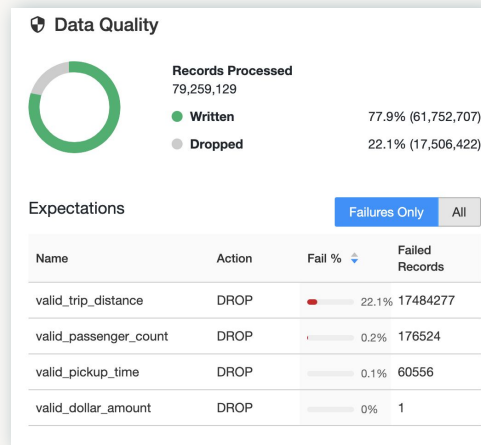 Data Quality
Records Processed
79,259,129
Written 77.9% (61,752,707)
Dropped 22.1% (17,506,422)
Expectations
Failures Only All
Name Action Fail % Failed Records
valid_trip_distance DROP 22.1% 17484277
valid_passenger_count DROP 0.2% 176524
valid_pickup_time DROP 0.1% 60556
valid_dollar_amount DROP 0% 1